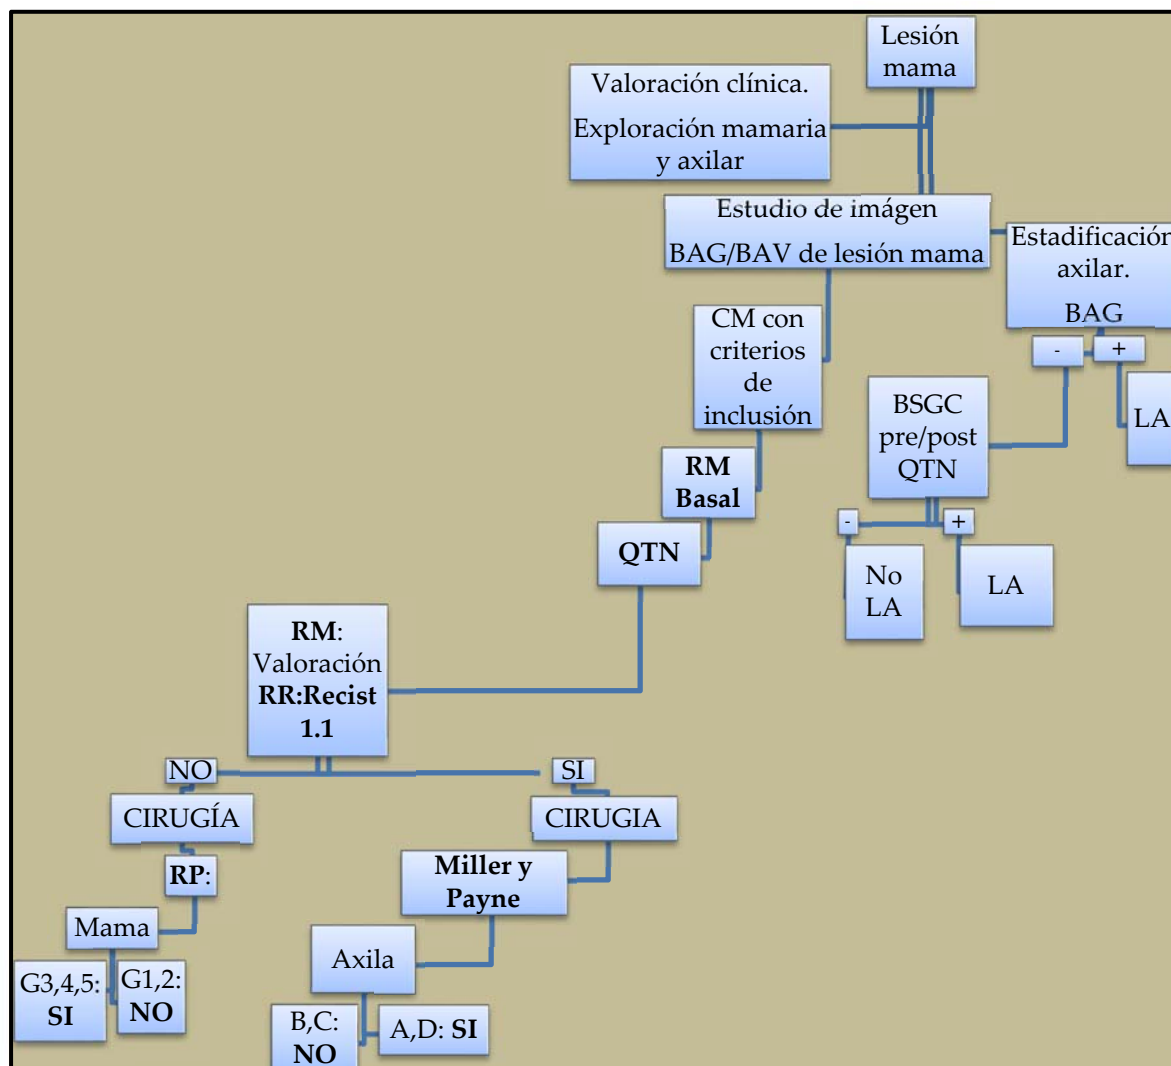 Lesión
mama
Valoración clínica.
Exploración mamaria
y axilar
Estudio de imágen
BAG/BAV de lesión mama
Estadificación
axilar.
BAG
-
+
LA
BSGC
pre/post
QTN
-
+
No
LA
LA
CM con
criterios
de
inclusión
RM
Basal
QTN
RM:
Valoración
RR:Recist
1.1
NO
SI
CIRUGÍA
CIRUGIA
RP:
Miller y
Payne
Mama
Axila
G3,4,5:
SI
G1,2:
NO
B,C:
NO
A,D: SI